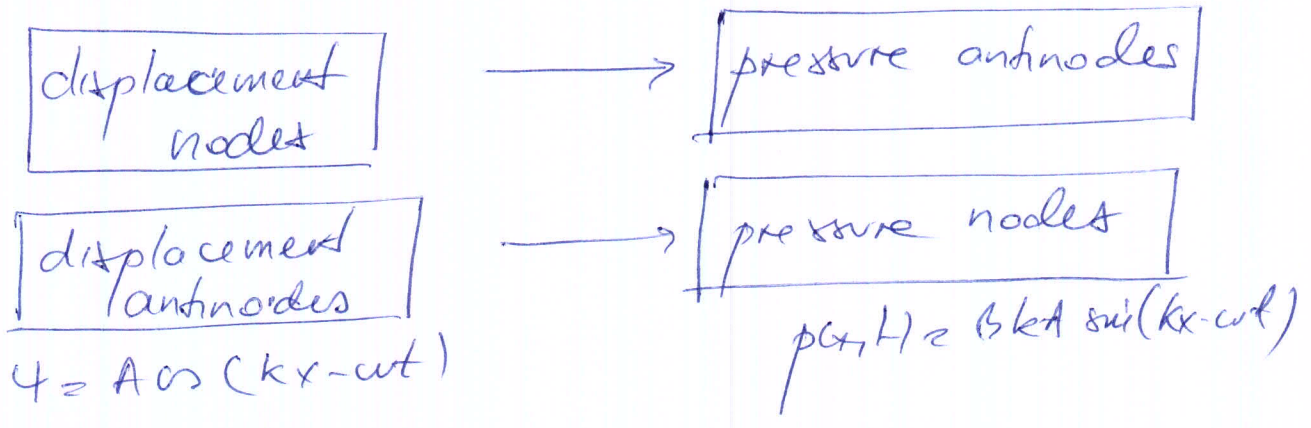 displacement → pressure antinodes
nodes
displacement → pressure nodes
antinodes
Ψ = A cos (kx-ωt)
p(x,t) = BkA sin(kx-ωt)